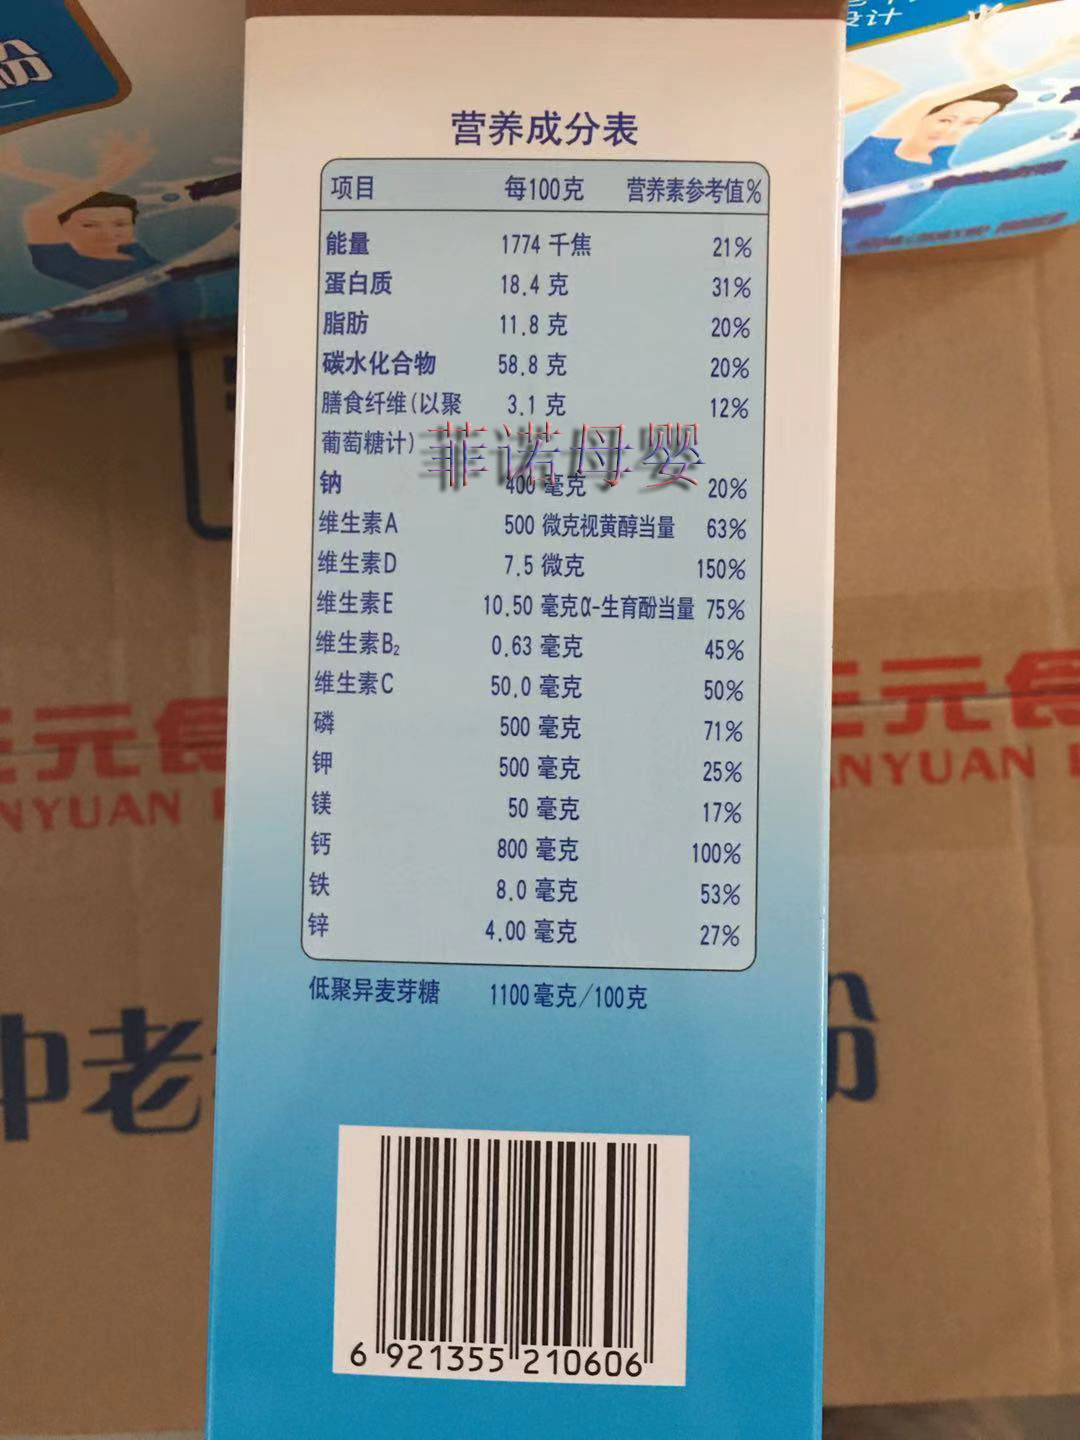 设计
营养成分表
项目 每100克 营养素参考值%
能量 1774 千焦 21%
蛋白质 18.4 克 31%
脂肪 11.8 克 20%
碳水化合物 58.8 克 20%
膳食纤维(以聚 3.1 克 12%
葡萄糖计)
菲诺母婴
钠 400 毫克 20%
维生素A 500 微克视黄醇当量 63%
维生素D 7.5 微克 150%
维生素E 10.50 毫克α-生育酚当量 75%
维生素B₂ 0.63 毫克 45%
维生素C 50.0 毫克 50%
磷 500 毫克 71%
钾 500 毫克 25%
镁 50 毫克 17%
钙 800 毫克 100%
铁 8.0 毫克 53%
锌 4.00 毫克 27%
低聚异麦芽糖 1100毫克/100克
元食
NYUAN
元食
ANYUAN
中老
6 921355 210606